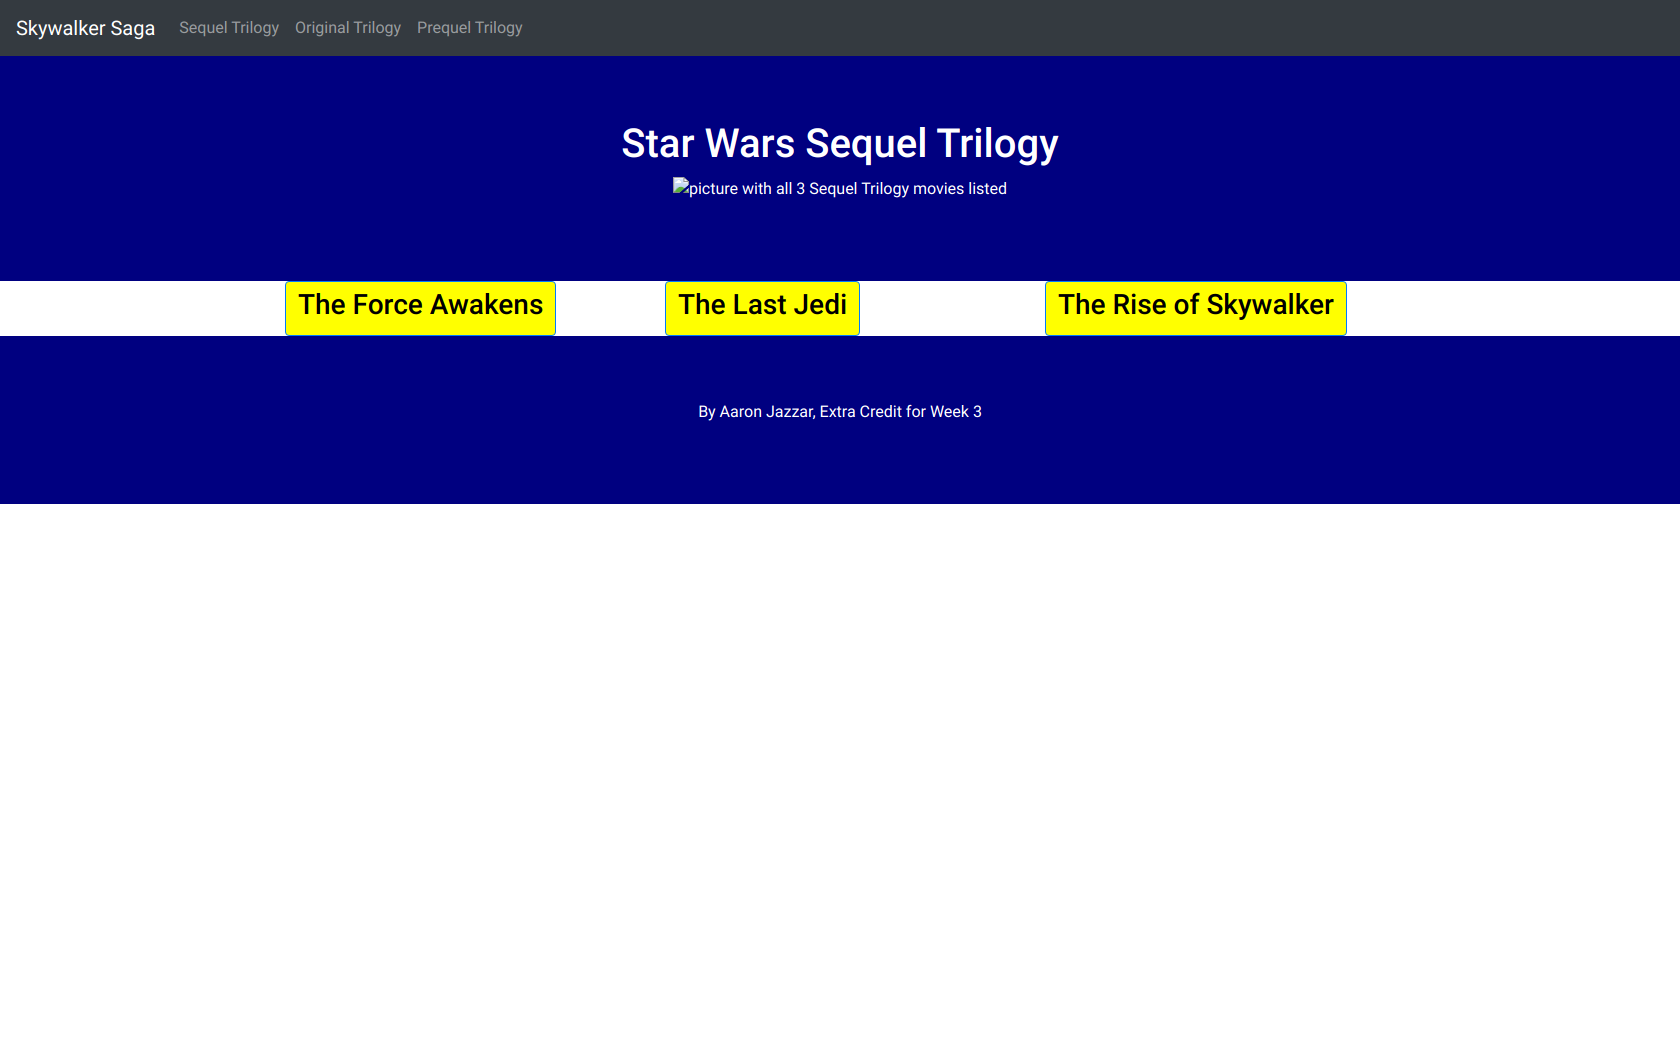 Skywalker Saga Sequel Trilogy Original Trilogy Prequel Trilogy
Star Wars Sequel Trilogy
picture with all 3 Sequel Trilogy movies listed
The Force Awakens The Last Jedi The Rise of Skywalker
By Aaron Jazzar, Extra Credit for Week 3